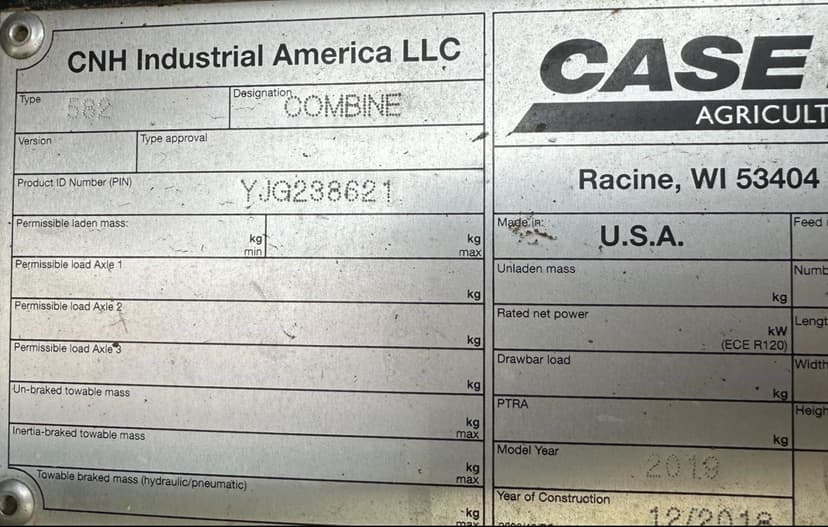 CNH Industrial America LLC
Type 582
Designation COMBINE
Version
Type approval
Product ID Number (PIN) YJG238621
Permissible laden mass:
kg min
kg max
Permissible load Axle 1
kg
Permissible load Axle 2
kg
Permissible load Axle 3
kg
Un-braked towable mass
kg max
Inertia-braked towable mass
kg max
Towable braked mass (hydraulic/pneumatic)
kg max
CASE
AGRICULT
Racine, WI 53404
Made in: U.S.A.
Feed
Unladen mass
kg
Numb
Rated net power
kW
(ECE R120)
Lengt
Drawbar load
kg
Width
PTRA
kg
Heigh
Model Year 2019
Year of Construction 12/2018